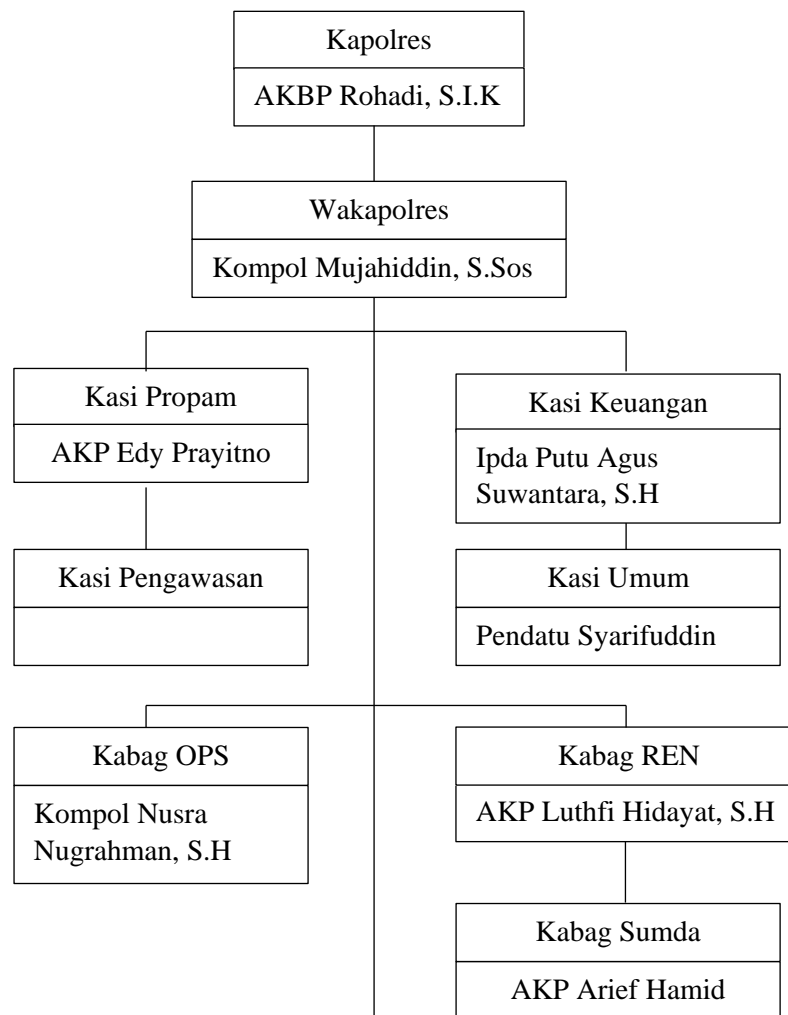 Kapolres
AKBP Rohadi, S.I.K
Wakapolres
Kompol Mujahiddin, S.Sos
Kasi Propam
AKP Edy Prayitno
Kasi Keuangan
Ipda Putu Agus
Suwantara, S.H
Kasi Pengawasan
Kasi Umum
Pendatu Syarifuddin
Kabag OPS
Kompol Nusra
Nugrahman, S.H
Kabag REN
AKP Luthfi Hidayat, S.H
Kabag Sumda
AKP Arief Hamid